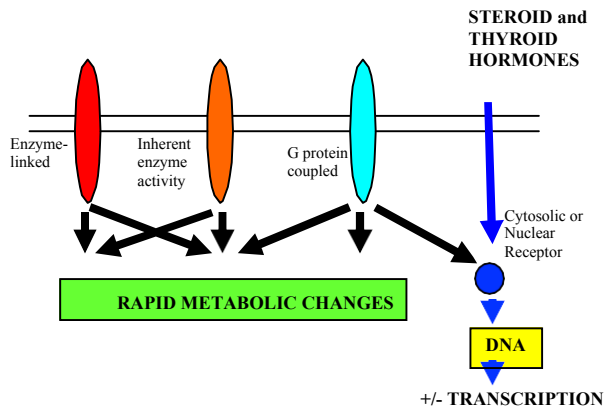 STEROID and
THYROID
HORMONES
Enzyme-
linked
Inherent
enzyme
activity
G protein
coupled
Cytosolic or
Nuclear
Receptor
RAPID METABOLIC CHANGES
DNA
+/- TRANSCRIPTION